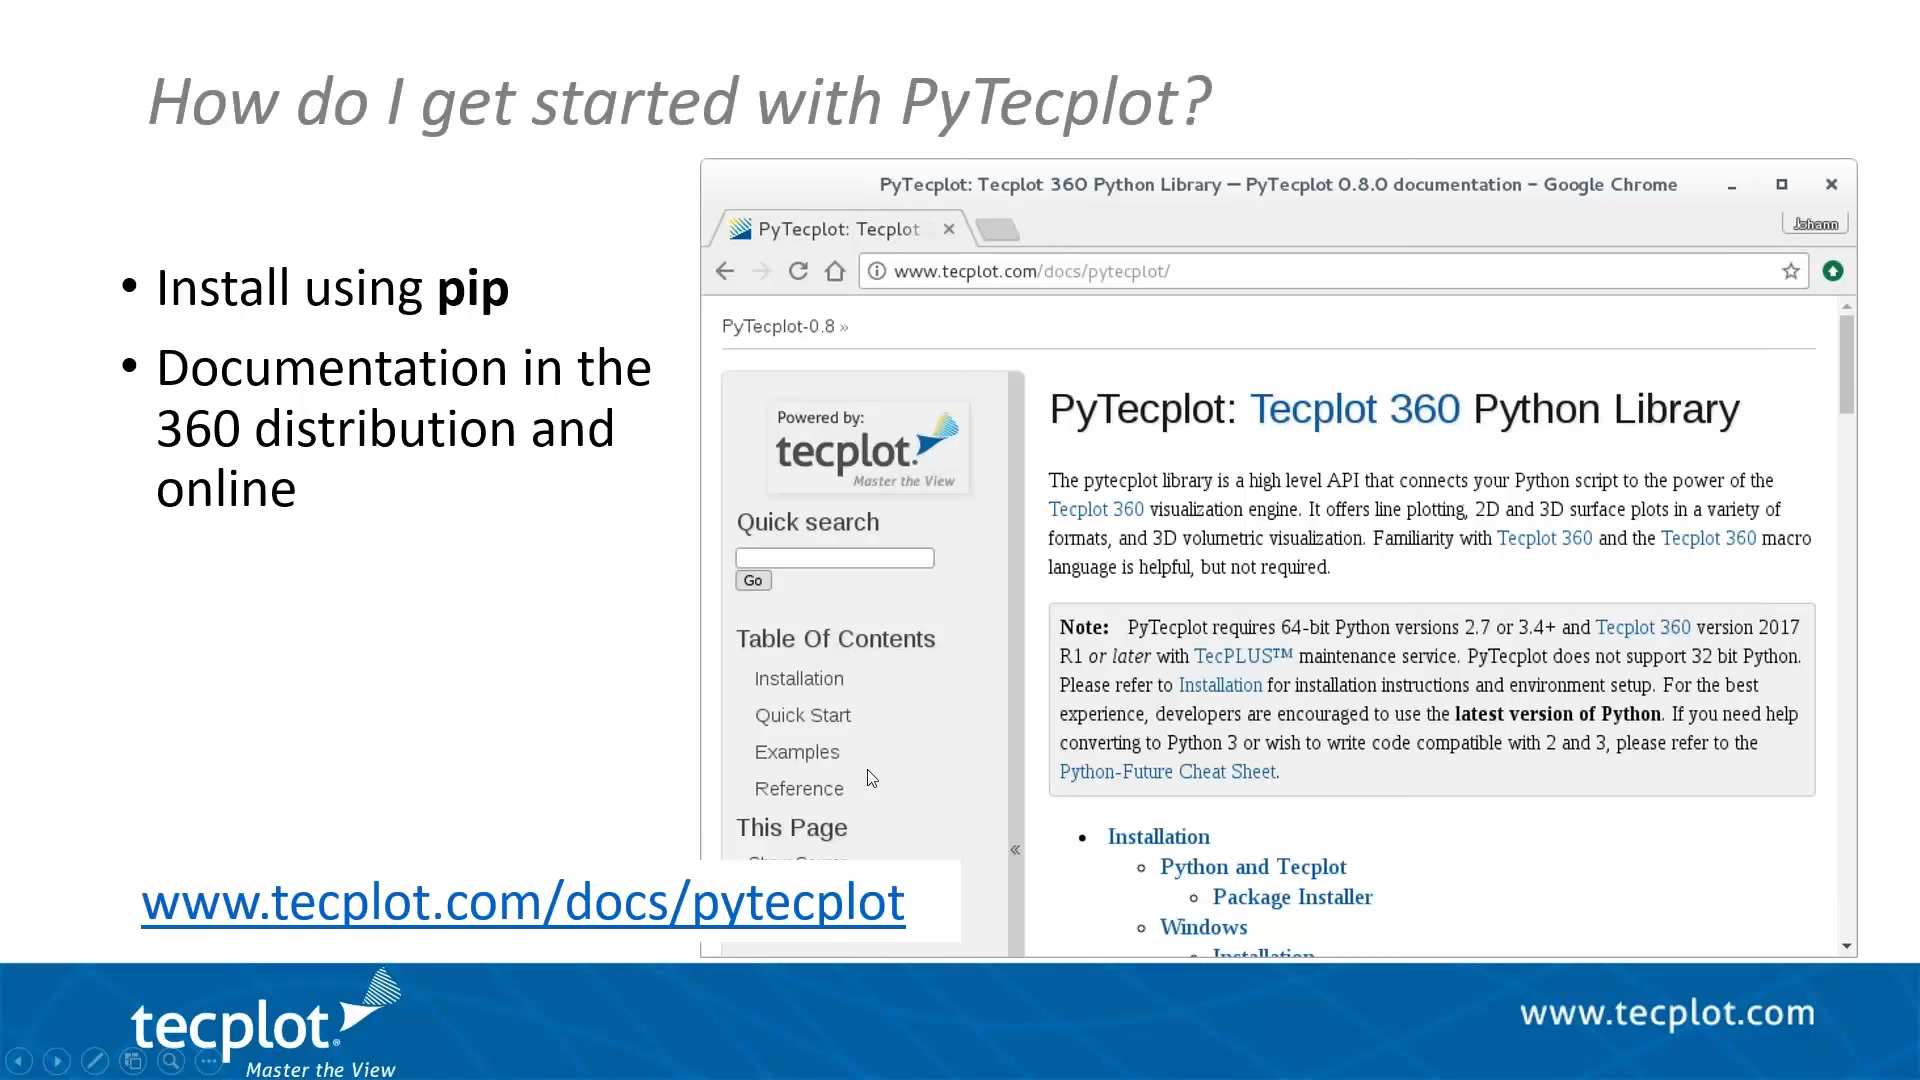 How do I get started with PyTecplot?
• Install using pip
• Documentation in the
360 distribution and
online
PyTecplot: Tecplot 360 Python Library — PyTecplot 0.8.0 documentation - Google Chrome
PyTecplot: Tecplot
Johann
www.tecplot.com/docs/pytecplot/
PyTecplot-0.8 »
Powered by:
tecplot.
Master the View
Quick search
Go
Table Of Contents
Installation
Quick Start
Examples
Reference
This Page
PyTecplot: Tecplot 360 Python Library
The pytecplot library is a high level API that connects your Python script to the power of the
Tecplot 360 visualization engine. It offers line plotting, 2D and 3D surface plots in a variety of
formats, and 3D volumetric visualization. Familiarity with Tecplot 360 and the Tecplot 360 macro
language is helpful, but not required.
Note: PyTecplot requires 64-bit Python versions 2.7 or 3.4+ and Tecplot 360 version 2017
R1 or later with TecPLUS™ maintenance service. PyTecplot does not support 32 bit Python.
Please refer to Installation for installation instructions and environment setup. For the best
experience, developers are encouraged to use the latest version of Python. If you need help
converting to Python 3 or wish to write code compatible with 2 and 3, please refer to the
Python-Future Cheat Sheet.
• Installation
◦ Python and Tecplot
◦ Package Installer
◦ Windows
◦ Installation
www.tecplot.com/docs/pytecplot
tecplot®
Master the View
www.tecplot.com